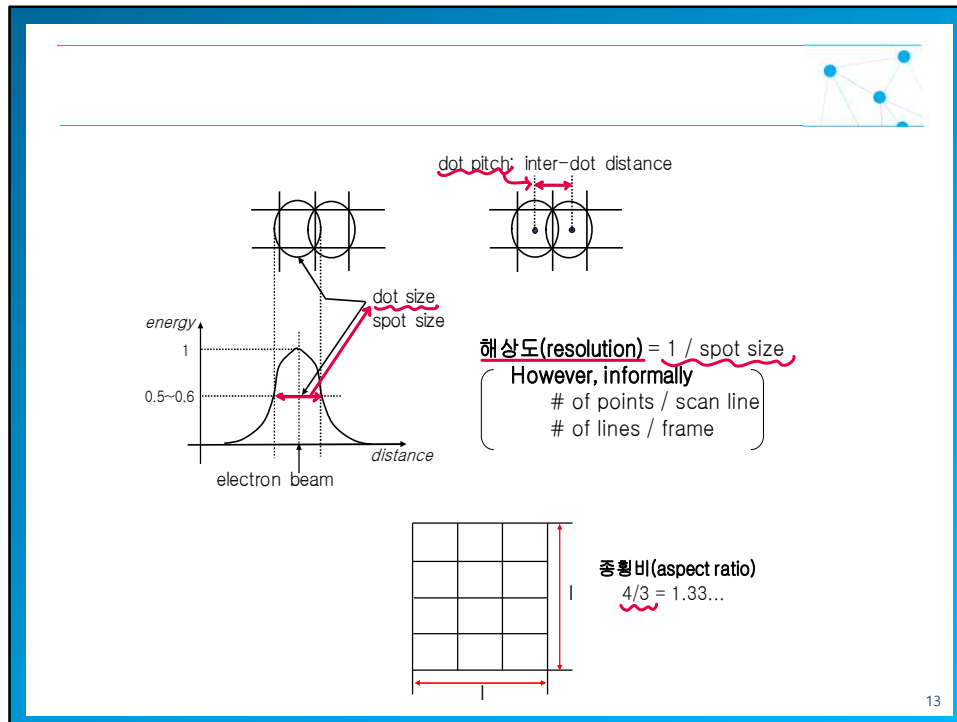 dot pitch: inter-dot distance
dot size
spot size
energy
1
0.5~0.6
distance
electron beam
해상도(resolution) = 1 / spot size
However, informally
# of points / scan line
# of lines / frame
종횡비(aspect ratio)
4/3 = 1.33...
l
l
13